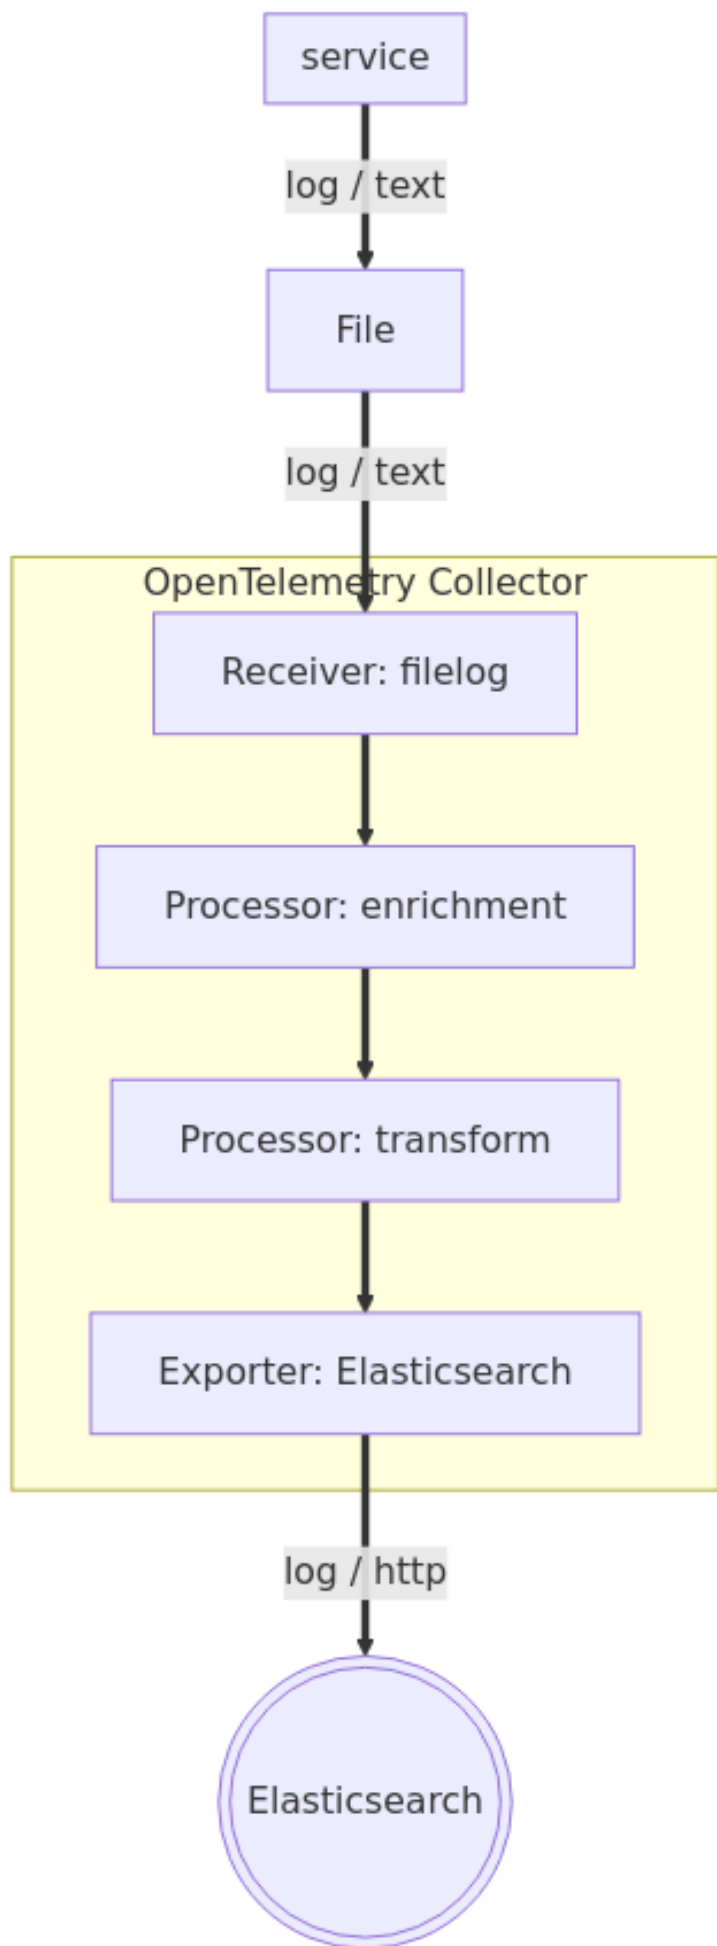 service
log / text
File
log / text
OpenTelemetry Collector
Receiver: filelog
Processor: enrichment
Processor: transform
Exporter: Elasticsearch
log / http
Elasticsearch